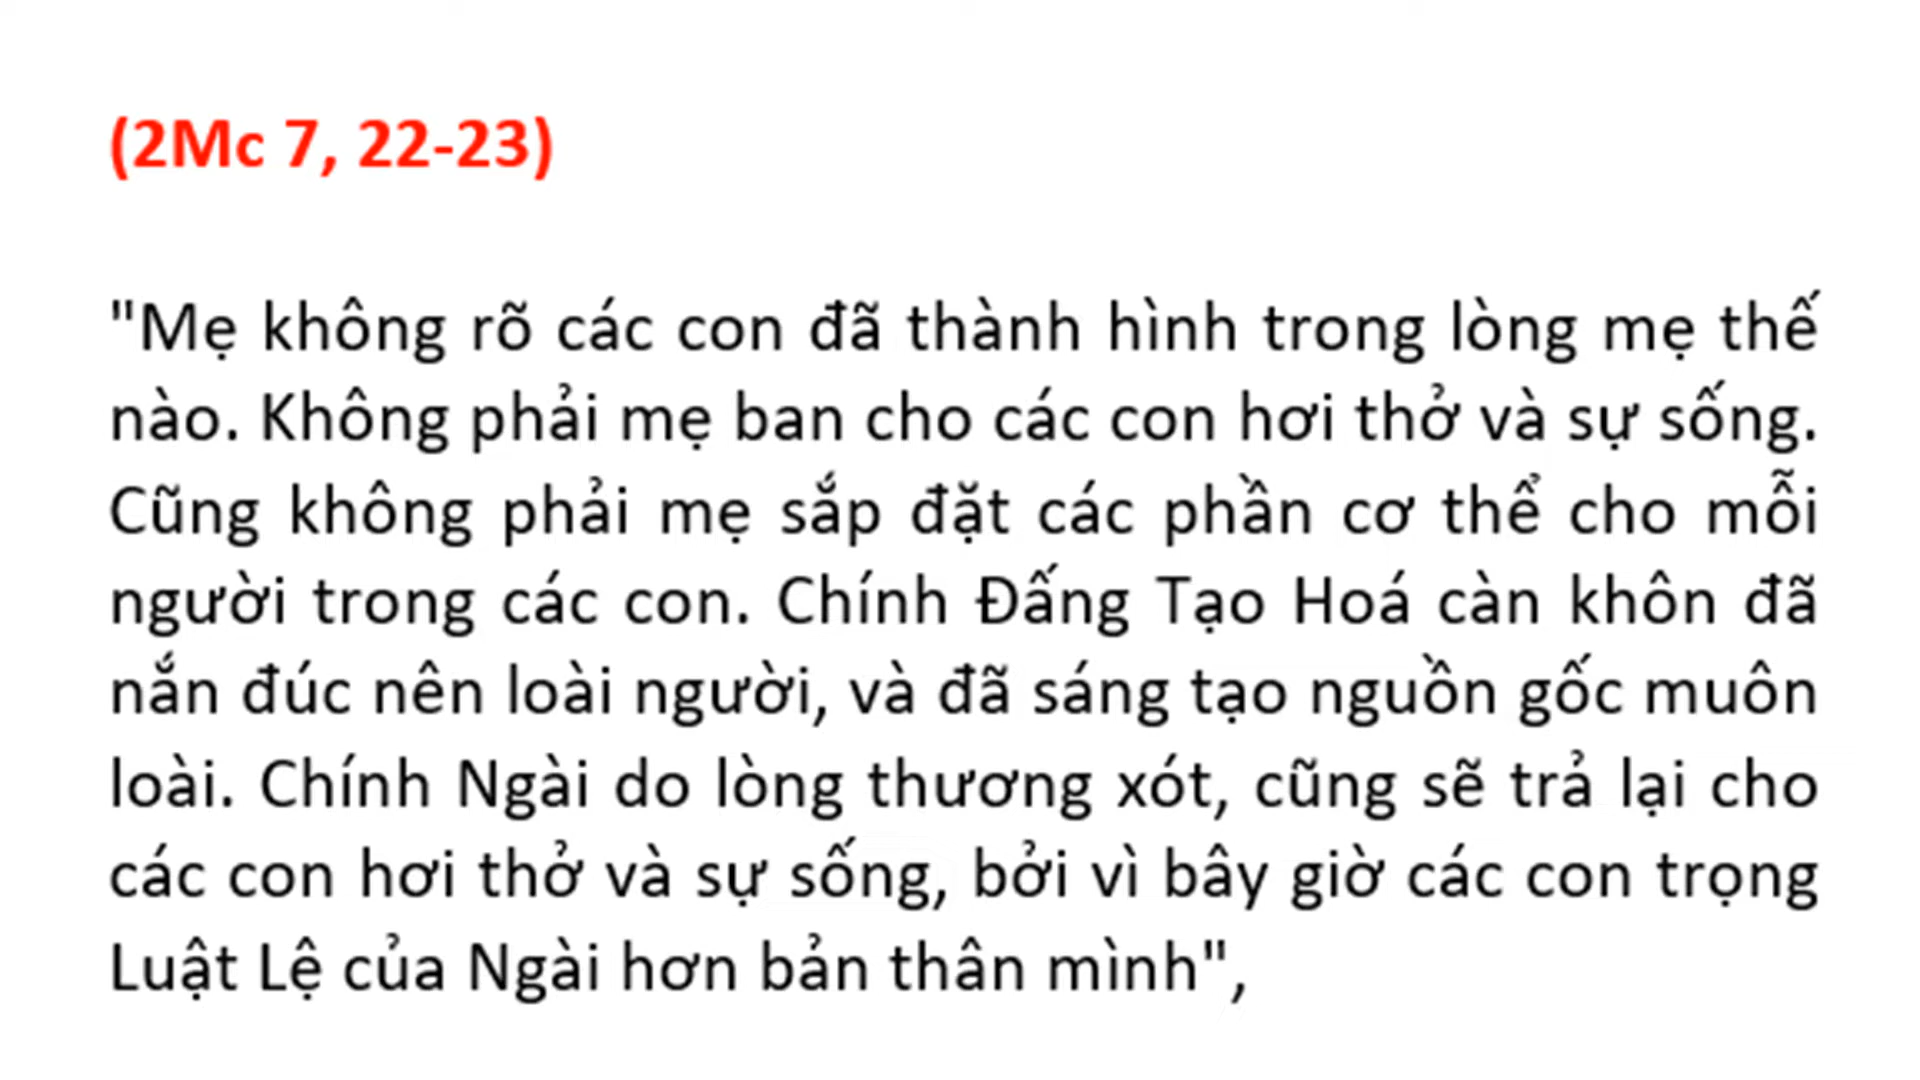 (2Mc 7, 22-23)
"Mẹ không rõ các con đã thành hình trong lòng mẹ thế
nào. Không phải mẹ ban cho các con hơi thở và sự sống.
Cũng không phải mẹ sắp đặt các phần cơ thể cho mỗi
người trong các con. Chính Đấng Tạo Hoá càn khôn đã
nắn đúc nên loài người, và đã sáng tạo nguồn gốc muôn
loài. Chính Ngài do lòng thương xót, cũng sẽ trả lại cho
các con hơi thở và sự sống, bởi vì bây giờ các con trọng
Luật Lệ của Ngài hơn bản thân mình",